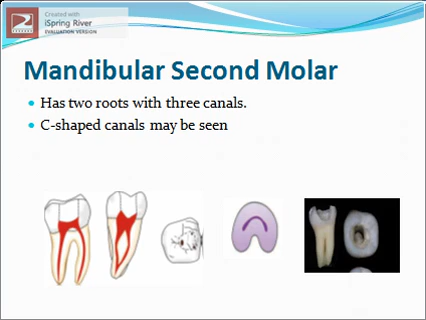 Created with
iSpring River
EVALUATION VERSION
Mandibular Second Molar
Has two roots with three canals.
C-shaped canals may be seen